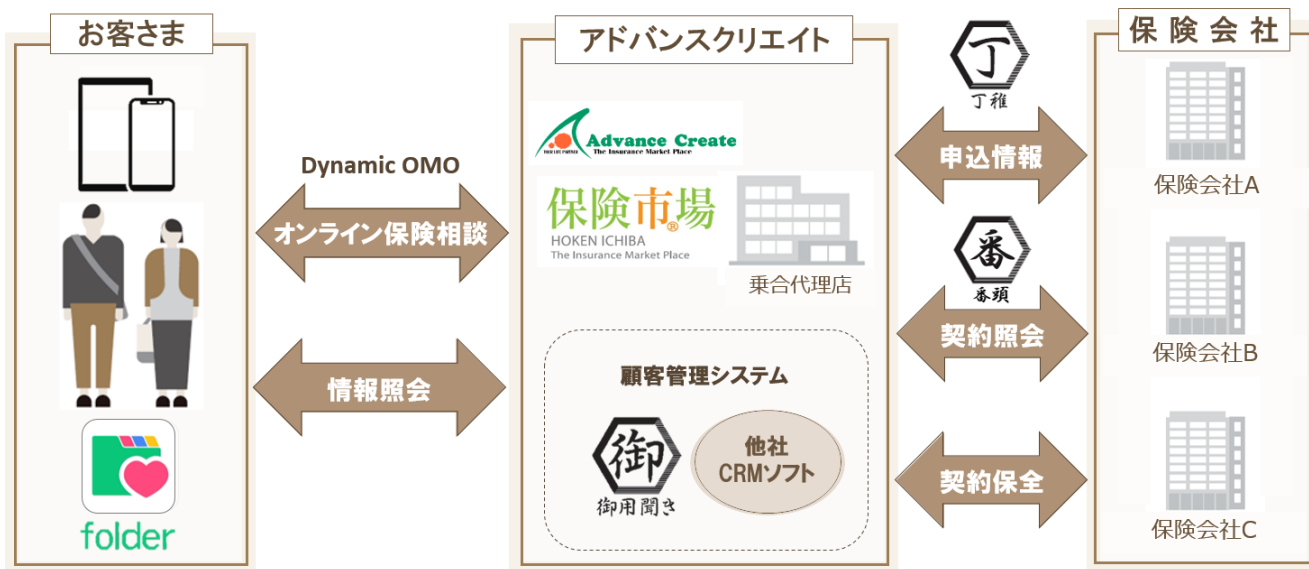 お客さま
folder
Dynamic OMO
オンライン保険相談
情報照会
アドバンスクリエイト
YOUR LIFE PARTNER
Advance Create
The Insurance Market Place
保険市場®
HOKEN ICHIBA
The Insurance Market Place
乗合代理店
顧客管理システム
御
御用聞き
他社
CRMソフト
丁
丁稚
申込情報
番
番頭
契約照会
契約保全
保険会社
保険会社A
保険会社B
保険会社C